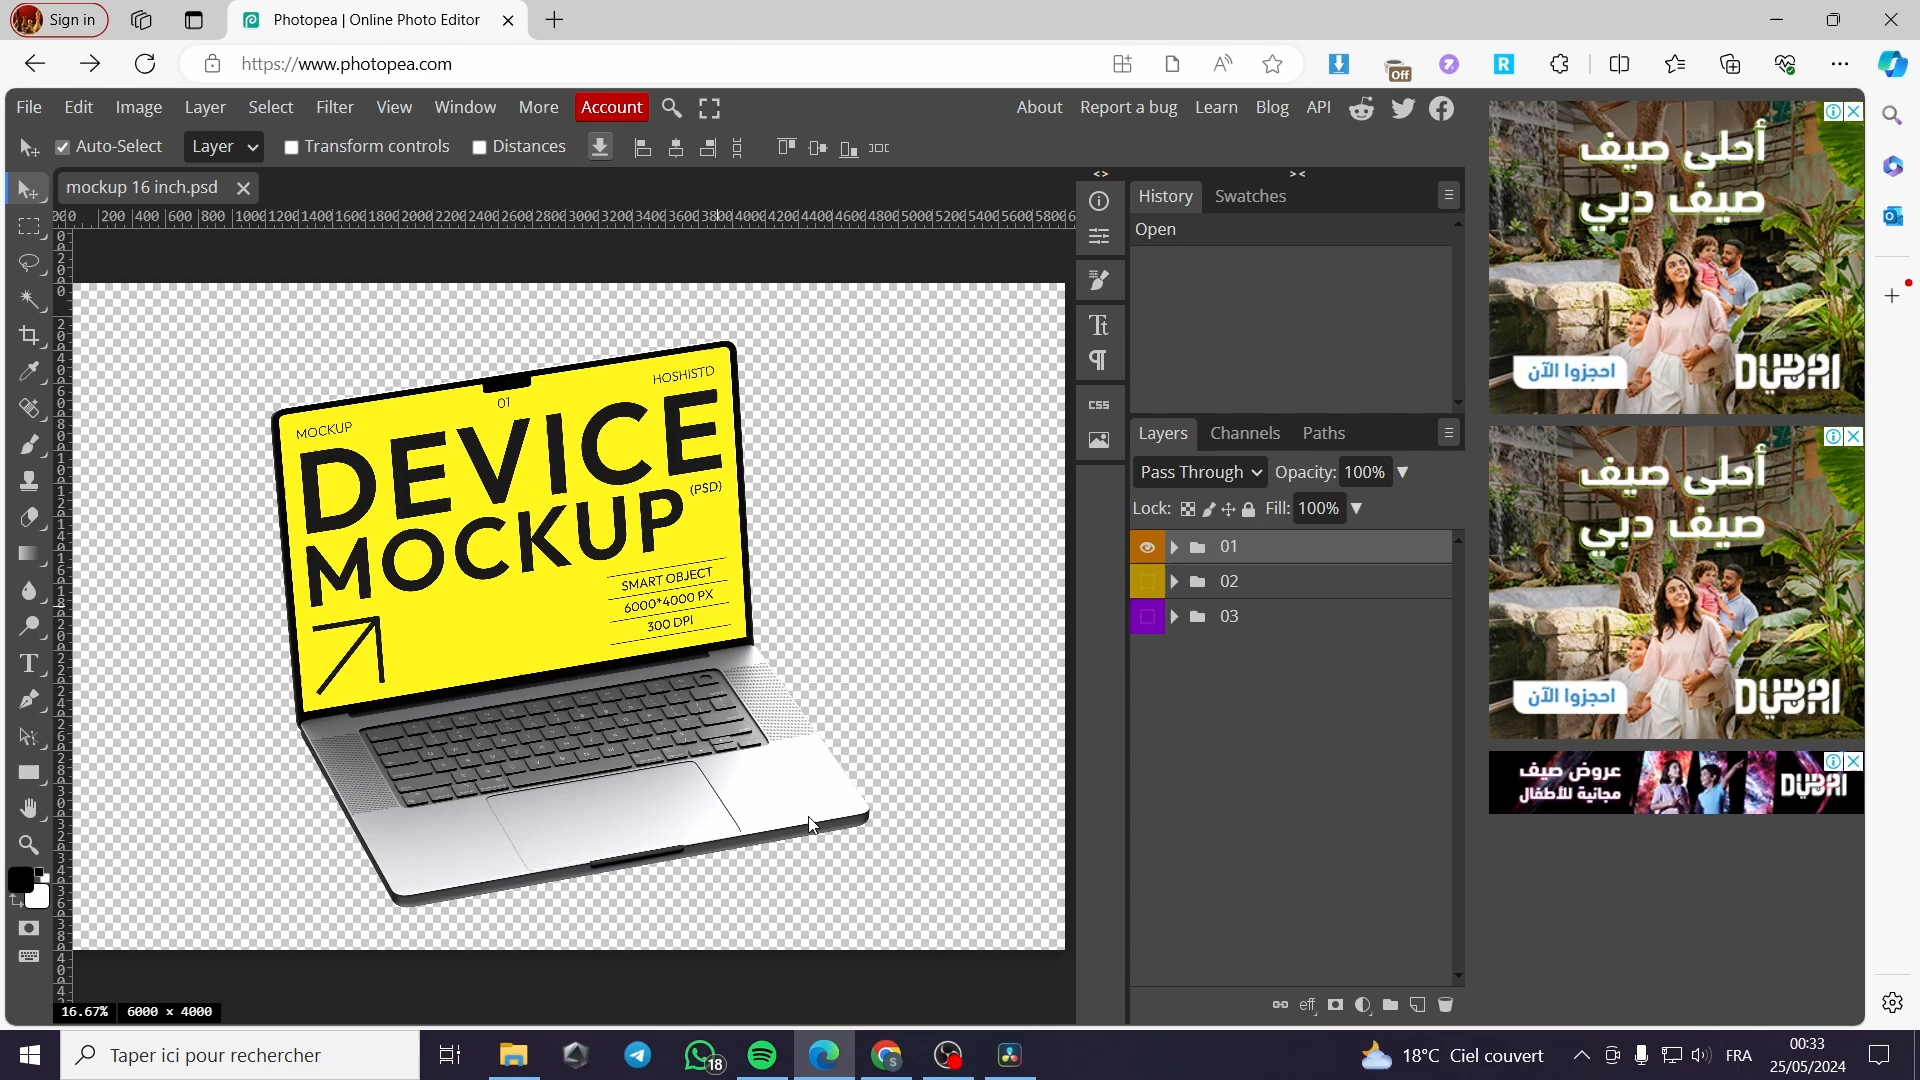 Sign in
Photopea | Online Photo Editor
https://www.photopea.com
Off
File Edit Image Layer Select Filter View Window More Account
About Report a bug Learn Blog API
Auto-Select Layer Transform controls Distances
mockup 16 inch.psd
History Swatches
Open
Layers Channels Paths
Pass Through Opacity: 100%
Lock: Fill: 100%
01
02
03
CSS
eff
MOCKUP
01
HOSHISTD
DEVICE
MOCKUP
(PSD)
SMART OBJECT
6000*4000 PX
300 DPI
16.67% 6000 × 4000
أحلى صيف
صيف دبي
احجزوا الآن
DUBAI
أحلى صيف
صيف دبي
احجزوا الآن
DUBAI
عروض صيف
مجانية للأطفال
DUBAI
Taper ici pour rechercher
18
18°C Ciel couvert
FRA
00:33
25/05/2024